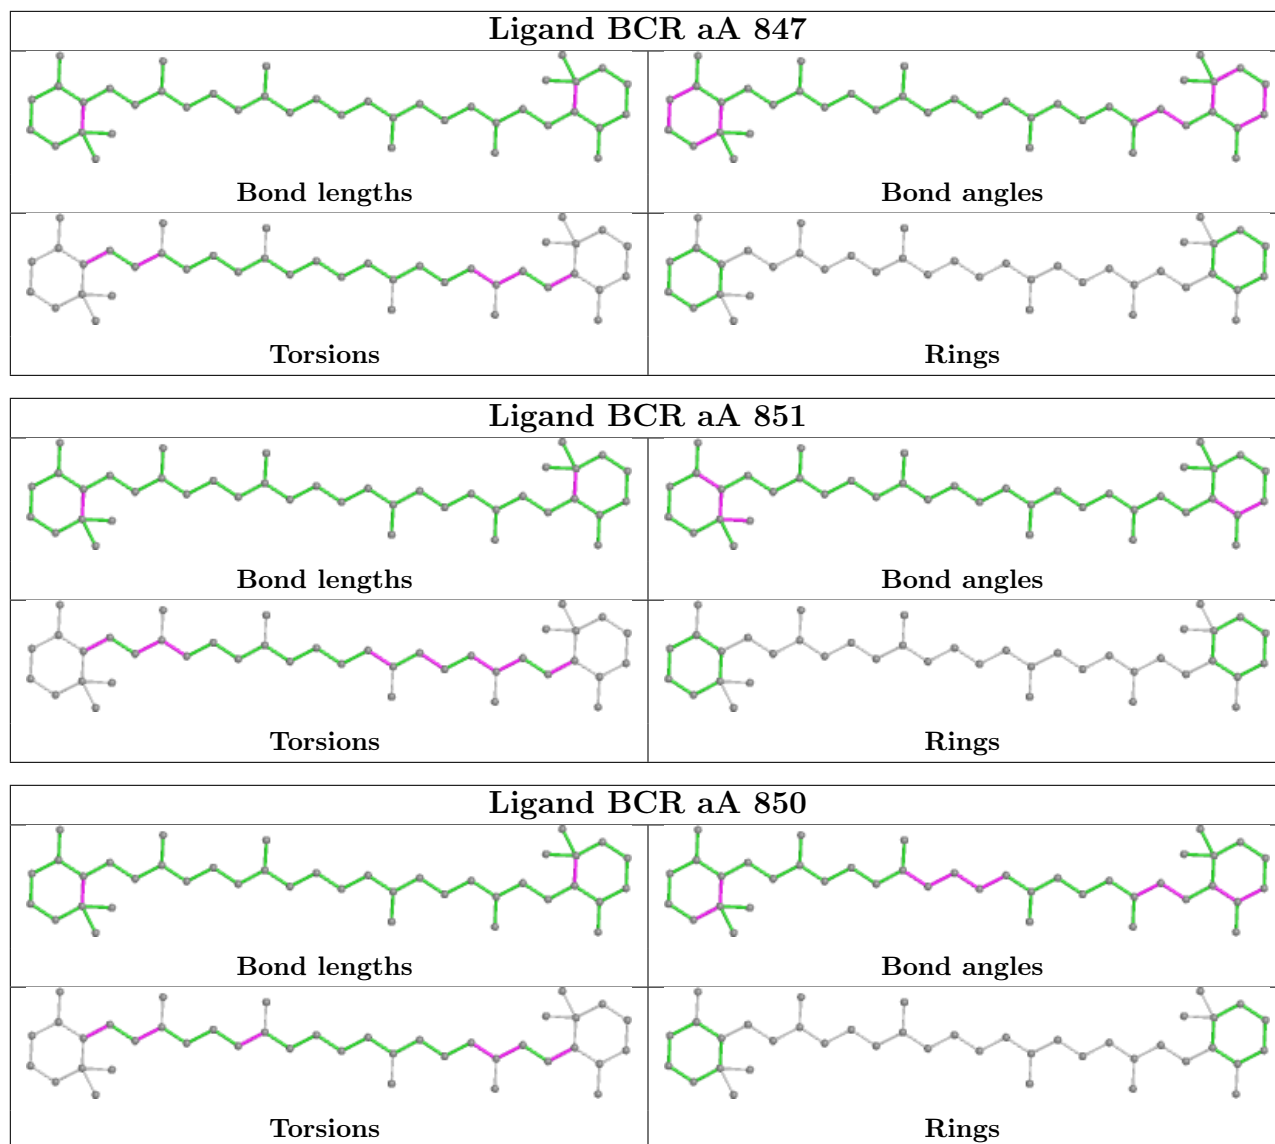 Ligand BCR aA 847
Bond lengths
Bond angles
Torsions
Rings
Ligand BCR aA 851
Bond lengths
Bond angles
Torsions
Rings
Ligand BCR aA 850
Bond lengths
Bond angles
Torsions
Rings